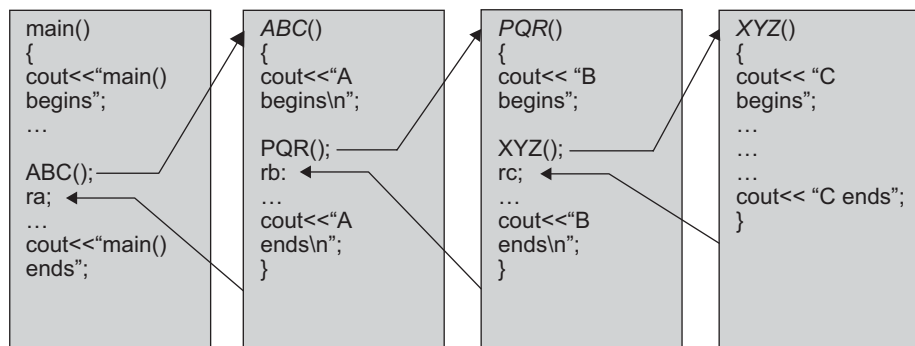 main()
{
cout<<“main()
begins”;
…
ABC();
ra;
…
cout<<“main()
ends”;
ABC()
{
cout<<“A
begins\n”;
PQR();
rb:
…
cout<<“A
ends\n”;
}
PQR()
{
cout<< “B
begins”;
XYZ();
rc;
…
cout<<“B
ends\n”;
}
XYZ()
{
cout<< “C
begins”;
…
…
…
cout<< “C ends”;
}